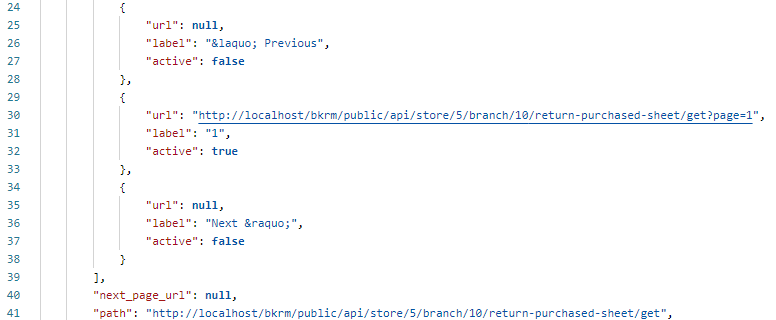 24 {
25 "url": null,
26 "label": "&laquo; Previous",
27 "active": false
28 },
29 {
30 "url": "http://localhost/bkrm/public/api/store/5/branch/10/return-purchased-sheet/get?page=1",
31 "label": "1",
32 "active": true
33 },
34 {
35 "url": null,
36 "label": "Next &raquo;",
37 "active": false
38 }
39 ],
40 "next_page_url": null,
41 "path": "http://localhost/bkrm/public/api/store/5/branch/10/return-purchased-sheet/get",